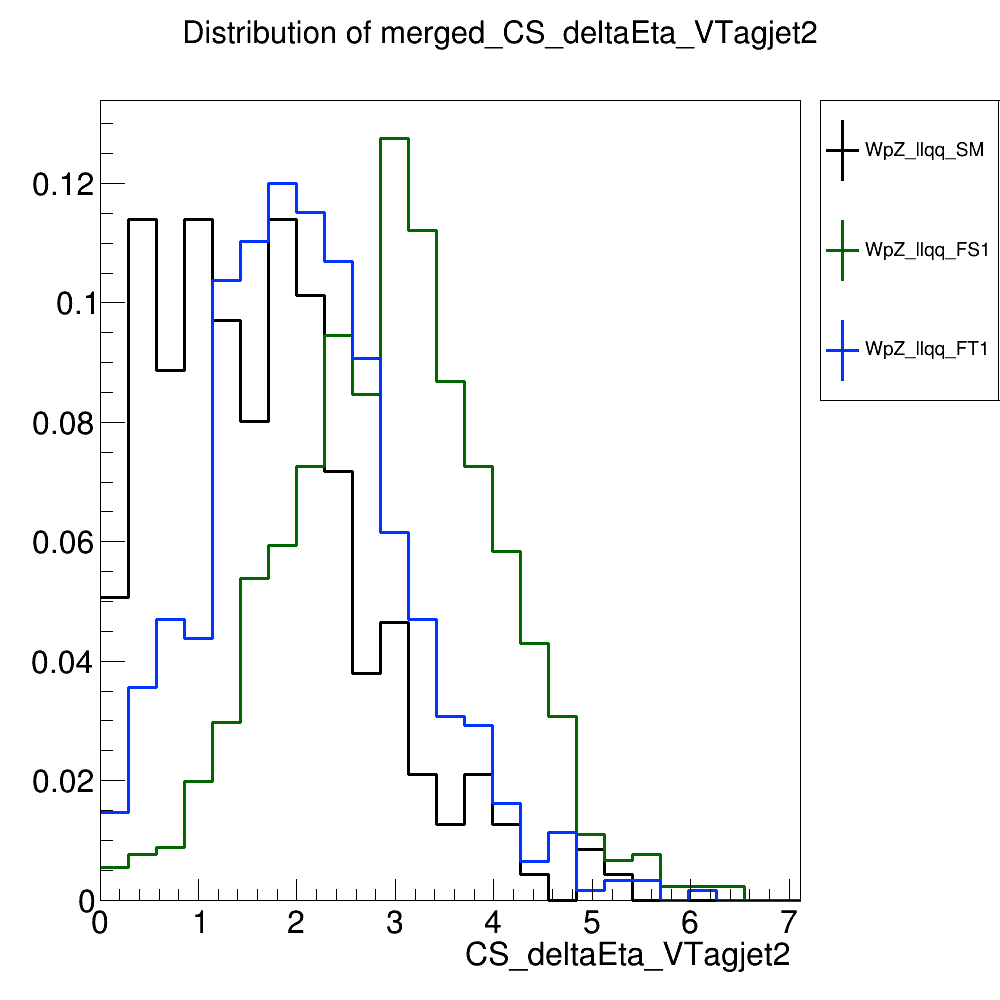 Distribution of merged_CS_deltaEta_VTagjet2
WpZ_llqq_SM
WpZ_llqq_FS1
WpZ_llqq_FT1
0.12
0.1
0.08
0.06
0.04
0.02
0
0 1 2 3 4 5 6 7
CS_deltaEta_VTagjet2